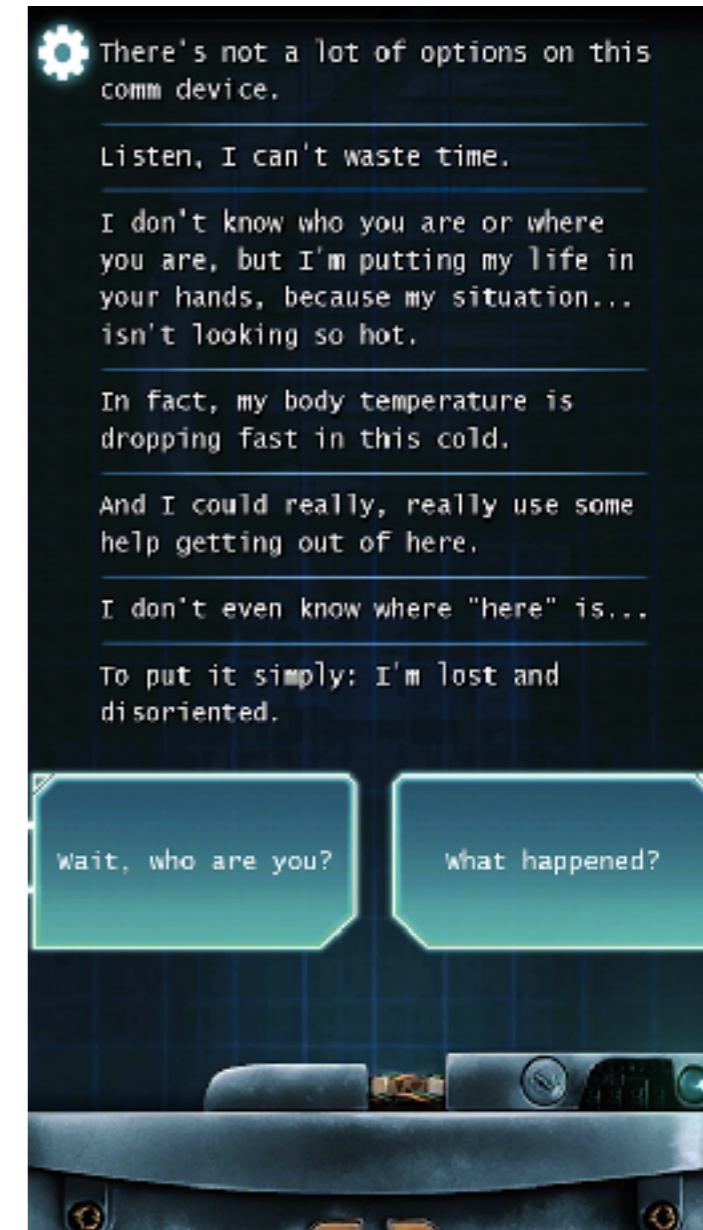 There's not a lot of options on this
comm device.
Listen, I can't waste time.
I don't know who you are or where
you are, but I'm putting my life in
your hands, because my situation...
isn't looking so hot.
In fact, my body temperature is
dropping fast in this cold.
And I could really, really use some
help getting out of here.
I don't even know where "here" is...
To put it simply: I'm lost and
disoriented.
Wait, who are you?
What happened?